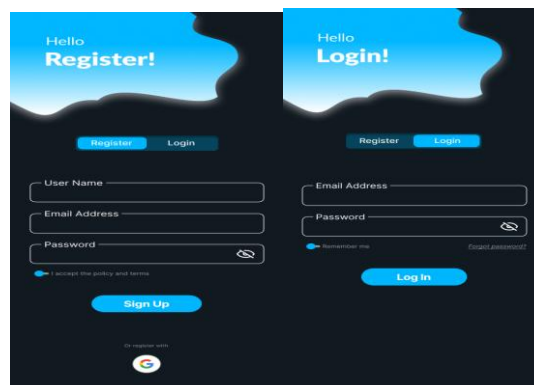 Hello
Register!
Register Login
User Name
Email Address
Password
I accept the policy and terms
Sign Up
Or register with
G
Hello
Login!
Register Login
Email Address
Password
Remember me Forgot password?
Log In